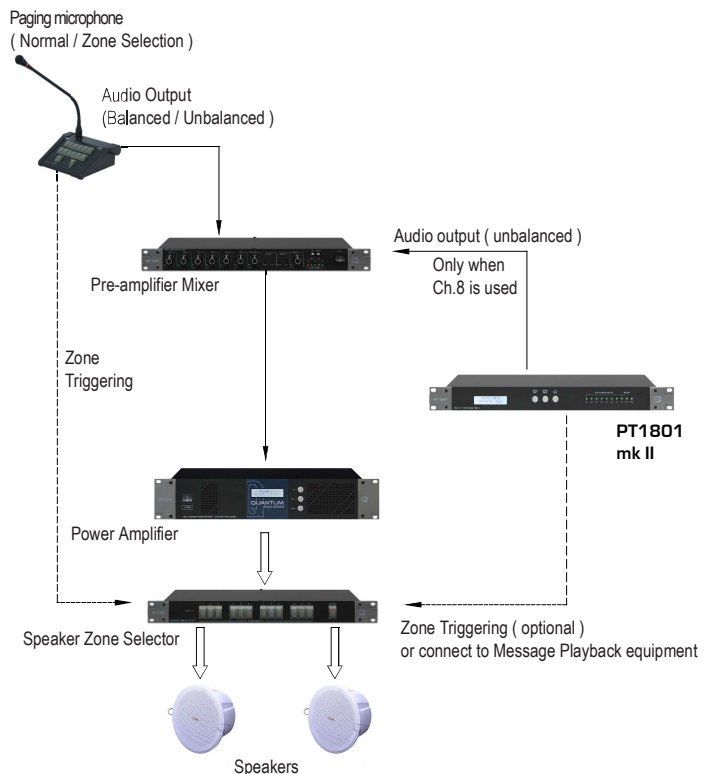 Paging microphone
( Normal / Zone Selection )
Audio Output
(Balanced / Unbalanced )
Audio output ( unbalanced )
Only when
Ch.8 is used
Pre-amplifier Mixer
Zone
Triggering
PT1801
PT1801
mk II
QUANTUM
Power Amplifier
Speaker Zone Selector
Zone Triggering ( optional )
or connect to Message Playback equipment
Speakers